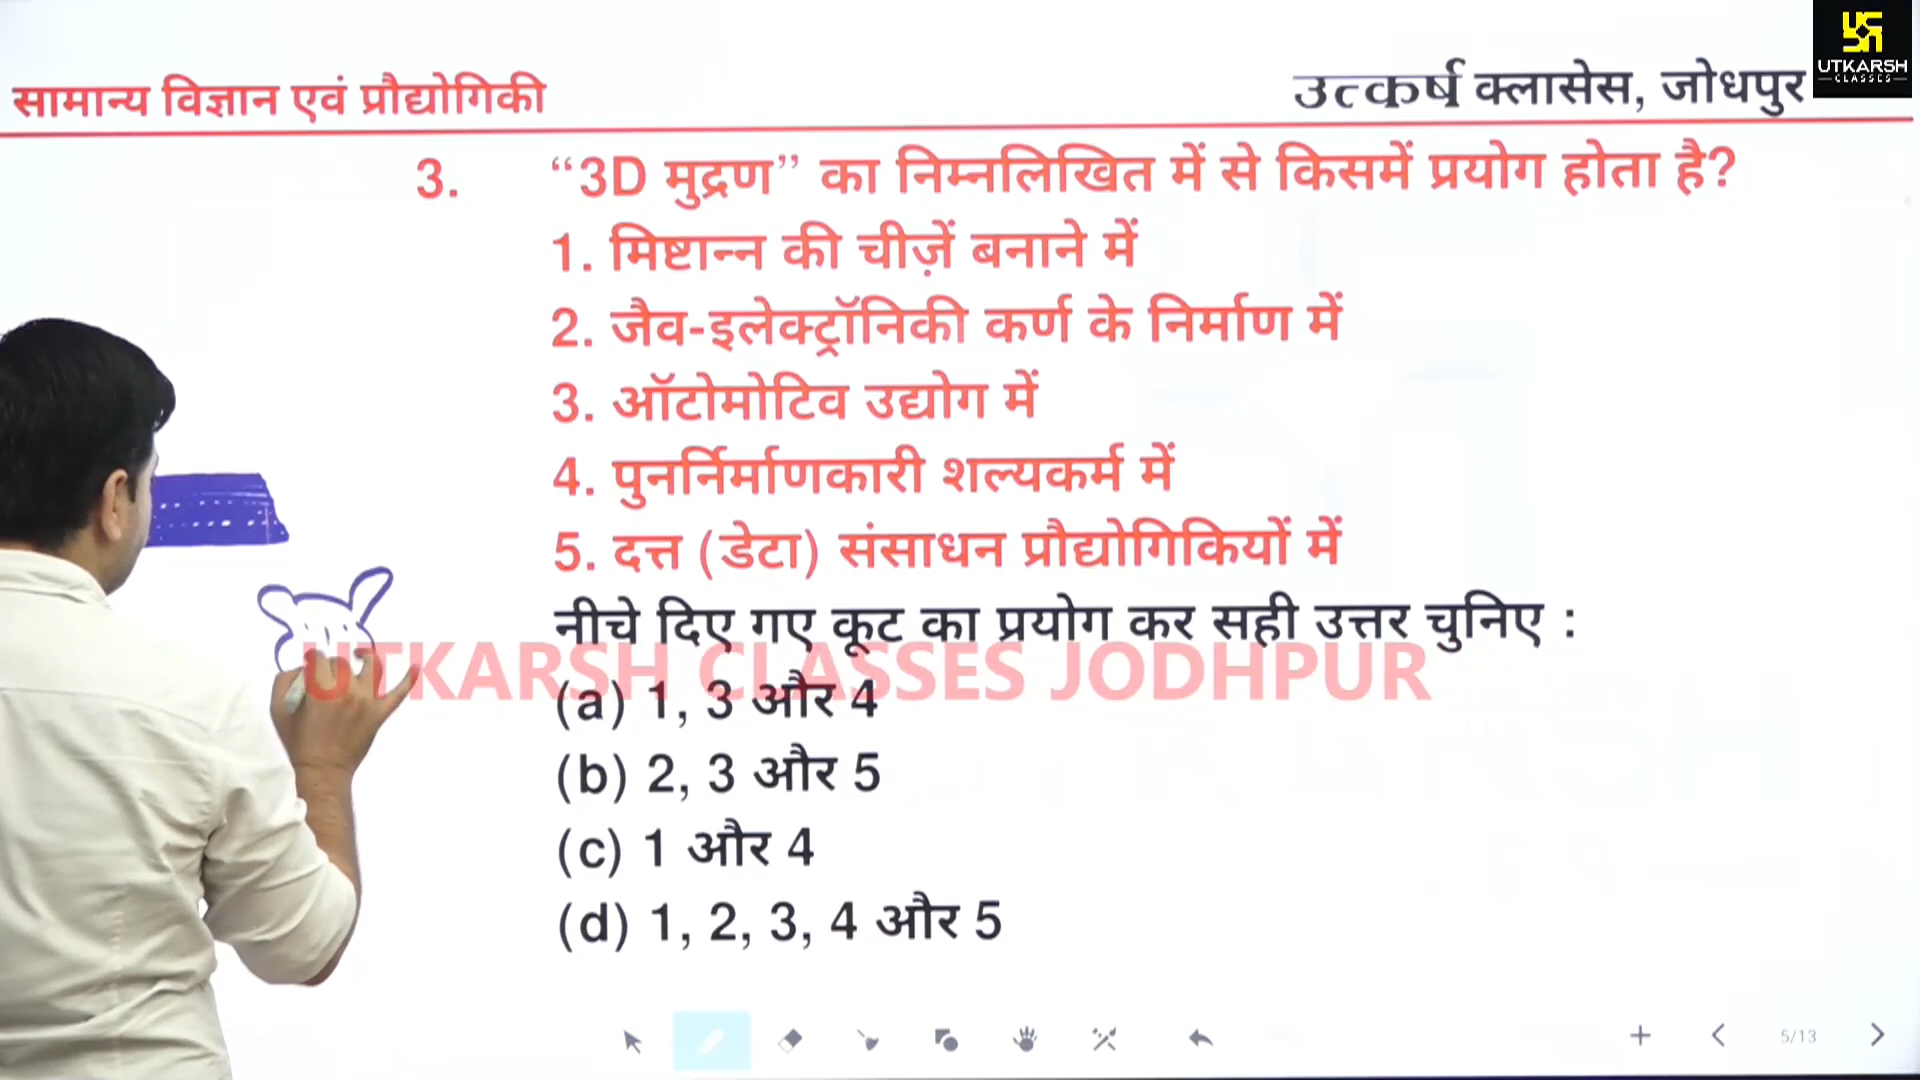 UTKARSH
CLASSES
सामान्य विज्ञान एवं प्रौद्योगिकी
उत्कर्ष क्लासेस, जोधपुर
3. “3D मुद्रण” का निम्नलिखित में से किसमें प्रयोग होता है?
1. मिष्टान्न की चीज़ें बनाने में
2. जैव-इलेक्ट्रॉनिकी कर्ण के निर्माण में
3. ऑटोमोटिव उद्योग में
4. पुनर्निर्माणकारी शल्यकर्म में
5. दत्त (डेटा) संसाधन प्रौद्योगिकियों में
नीचे दिए गए कूट का प्रयोग कर सही उत्तर चुनिए :
UTKARSH CLASSES JODHPUR
(a) 1, 3 और 4
(b) 2, 3 और 5
(c) 1 और 4
(d) 1, 2, 3, 4 और 5
5/13